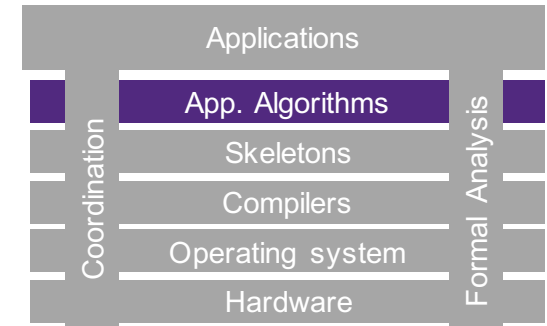 Applications
App. Algorithms
Skeletons
Compilers
Operating system
Hardware
Coordination
Formal Analysis